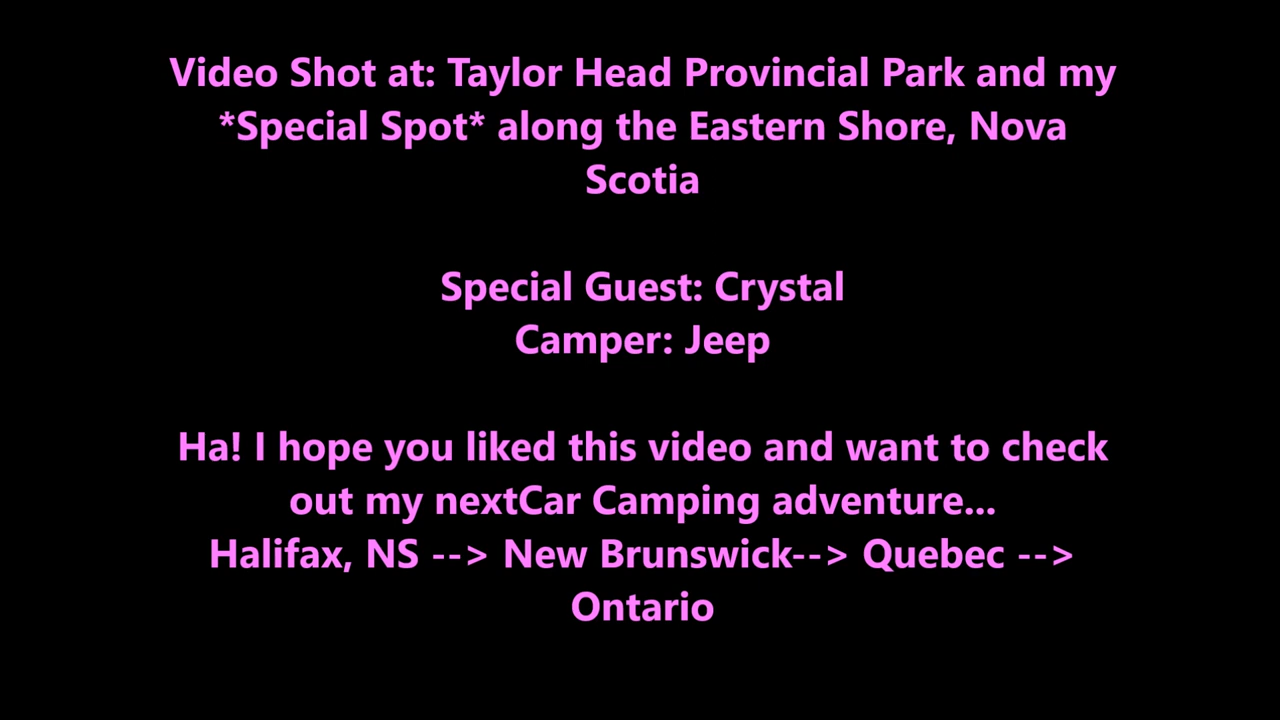 Video Shot at: Taylor Head Provincial Park and my
*Special Spot* along the Eastern Shore, Nova
Scotia
Special Guest: Crystal
Camper: Jeep
Ha! I hope you liked this video and want to check
out my nextCar Camping adventure...
Halifax, NS --> New Brunswick--> Quebec -->
Ontario